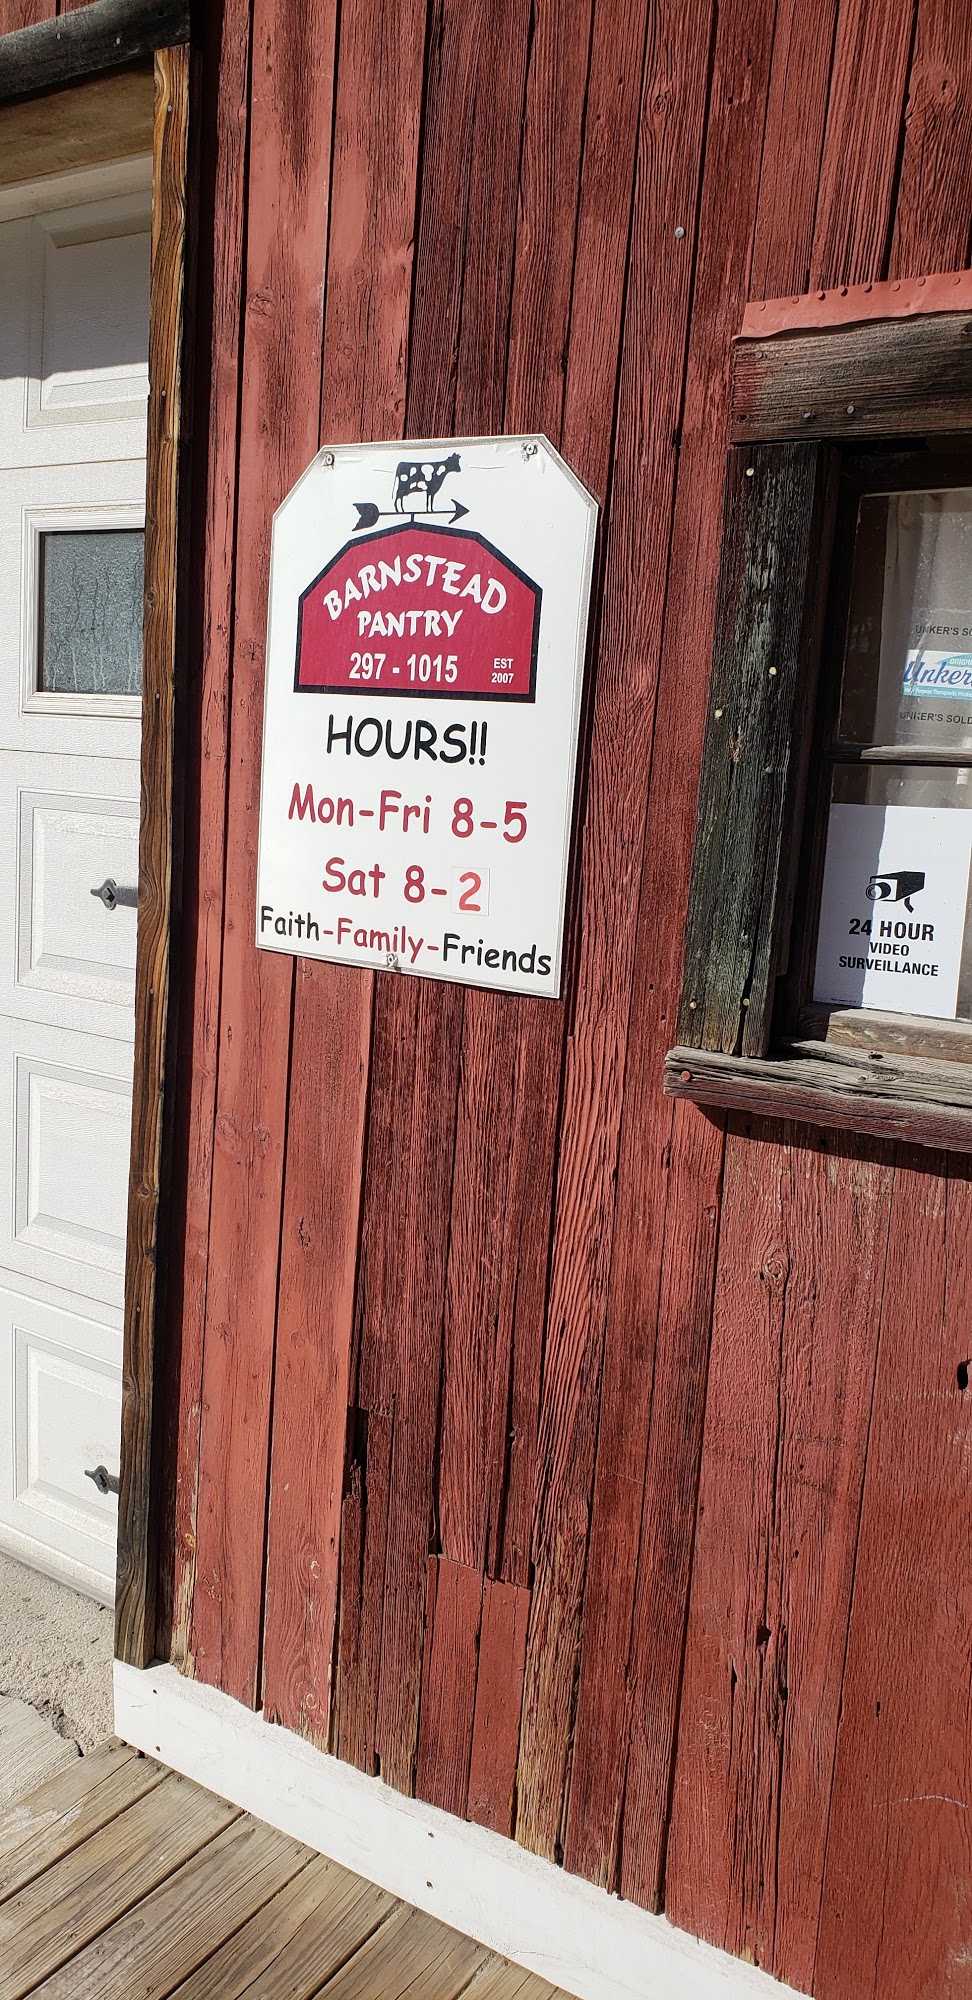 BARNSTEAD
PANTRY
297 - 1015
EST
2007
HOURS!!
Mon-Fri 8-5
Sat 8-2
Faith-Family-Friends
UNKER'S
Unker
UNKER'S SOLD
24 HOUR
VIDEO
SURVEILLANCE